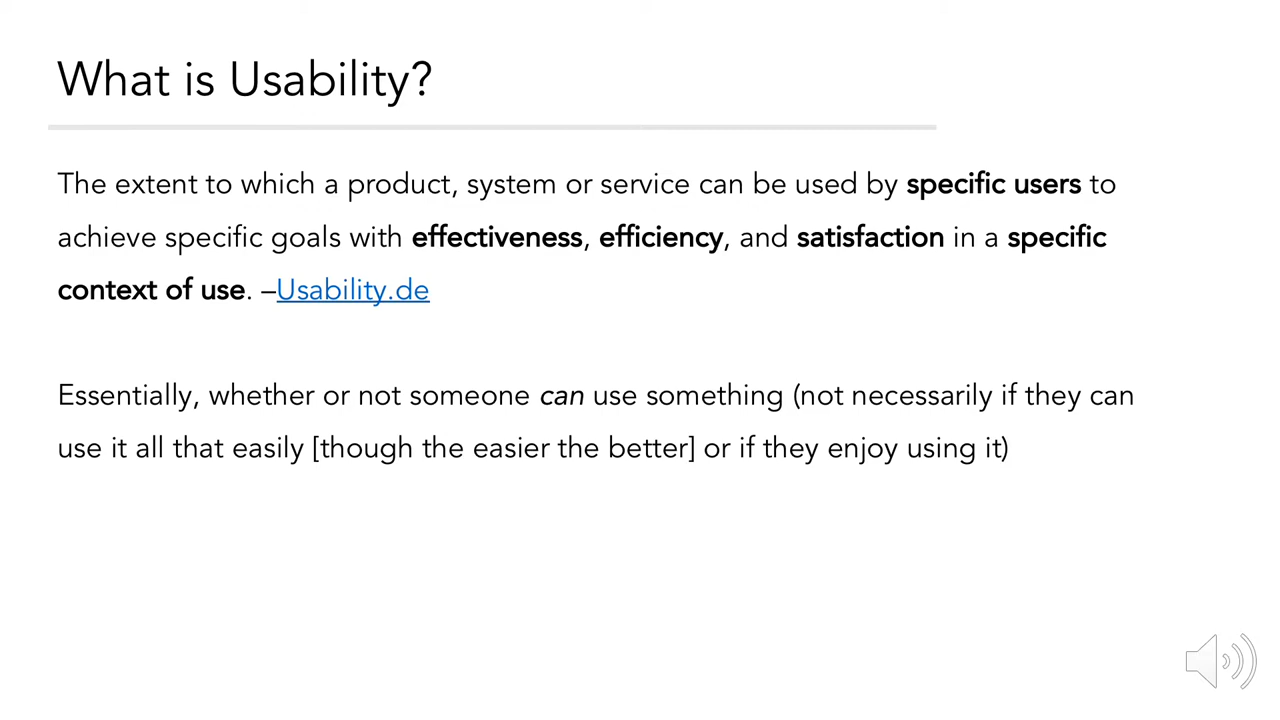 What is Usability?
The extent to which a product, system or service can be used by specific users to
achieve specific goals with effectiveness, efficiency, and satisfaction in a specific
context of use. –Usability.de
Essentially, whether or not someone can use something (not necessarily if they can
use it all that easily [though the easier the better] or if they enjoy using it)